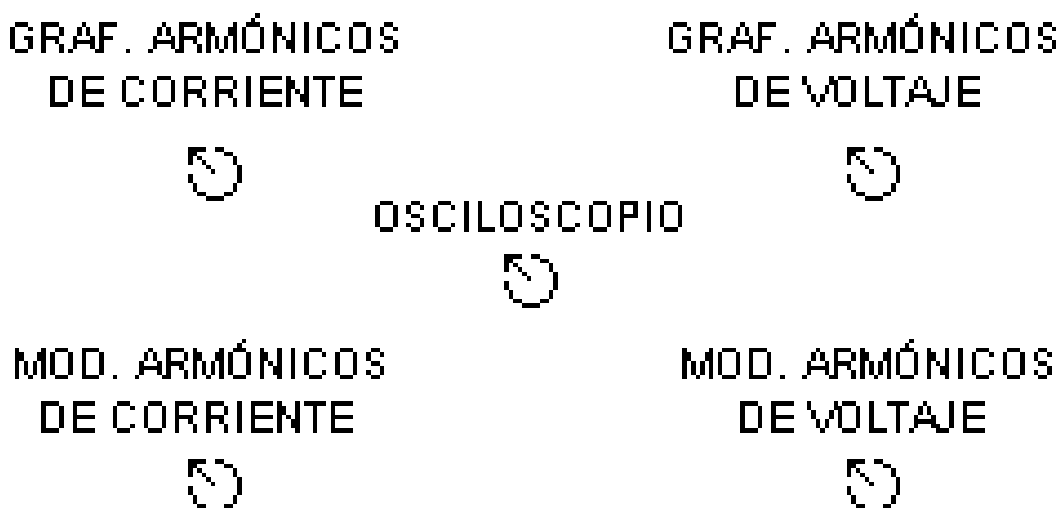 GRAF. ARMÓNICOS
DE CORRIENTE
GRAF. ARMÓNICOS
DE VOLTAJE
OSCILOSCOPIO
MOD. ARMÓNICOS
DE CORRIENTE
MOD. ARMÓNICOS
DE VOLTAJE